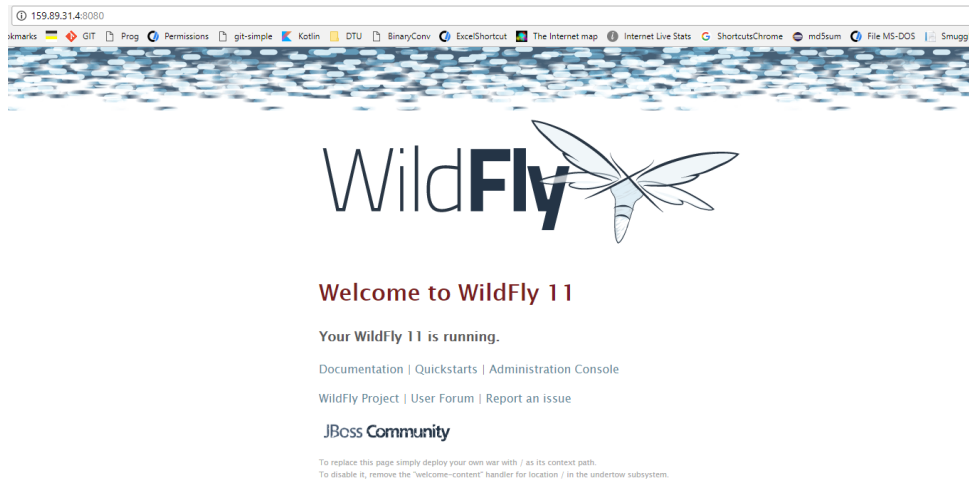 159.89.31.4:8080
okmarks GIT Prog Permissions git-simple Kotlin DTU BinaryConv ExcelShortcut The Internet map Internet Live Stats ShortcutsChrome md5sum File MS-DOS Smugg
WildFly
Welcome to WildFly 11
Your WildFly 11 is running.
Documentation | Quickstarts | Administration Console
WildFly Project | User Forum | Report an issue
JBoss Community
To replace this page simply deploy your own war with / as its context path.
To disable it, remove the "welcome-content" handler for location / in the undertow subsystem.